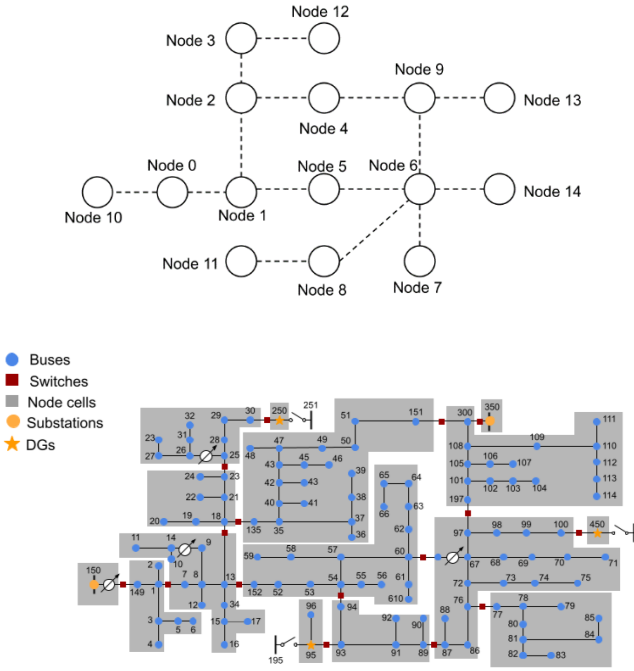 Node 12
Node 3
Node 9
Node 2
Node 4
Node 13
Node 0
Node 5
Node 6
Node 10
Node 1
Node 14
Node 11
Node 8
Node 7
Buses
Switches
Node cells
Substations
DGs
250 251 350
29 30 51 151 300 111
32 23 31 28 47 49 50 108 109 110
27 26 25 48 43 45 46 105 106 107 112
24 23 42 43 39 65 64 101 102 103 104 113
22 21 40 41 38 66 63 197 114
20 19 18 135 35 37 36 62 97 98 99 100 450
11 14 9 10 59 58 57 60 67 68 69 70 71
150 2 149 1 7 8 13 152 52 53 54 55 56 61 610 72 73 74 75
12 34 96 94 92 90 88 76 77 78 79
3 5 6 15 17 80 85
4 16 195 95 93 91 89 87 86 81 84
82 83